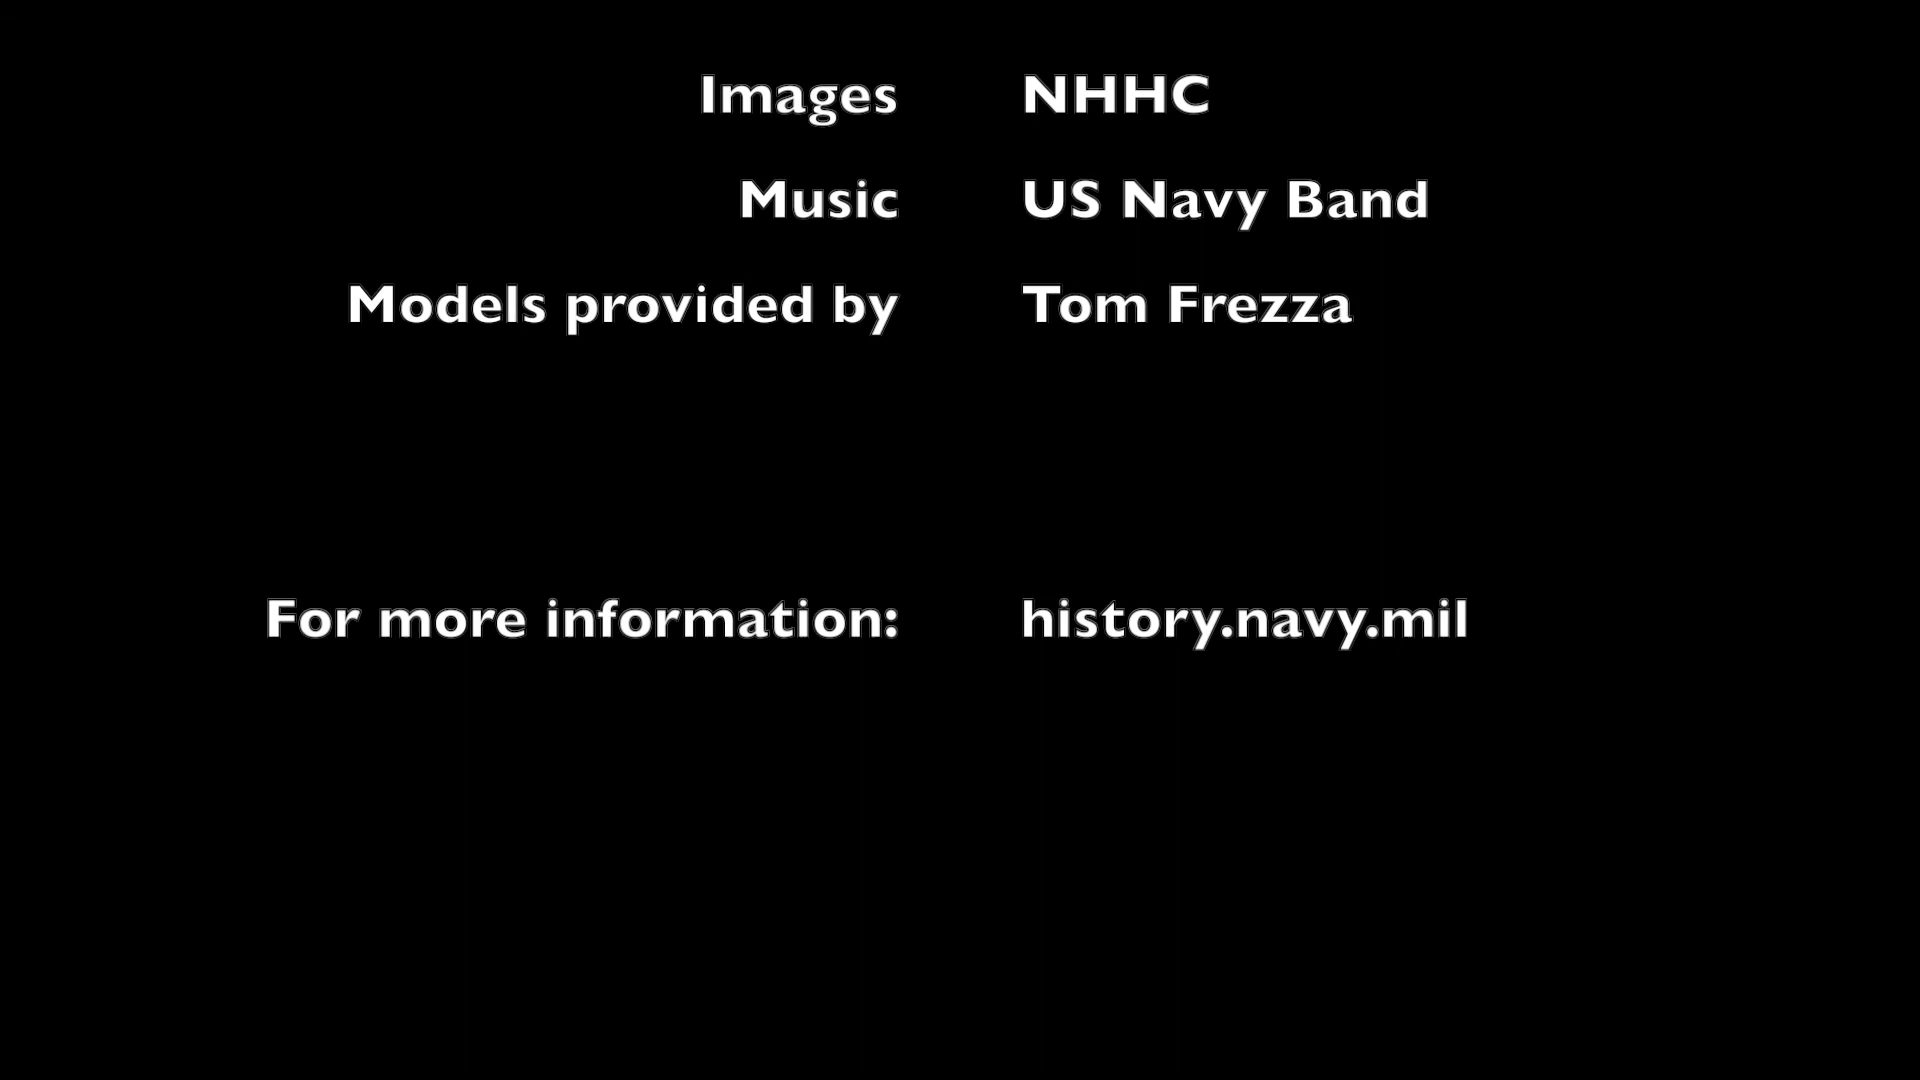 Images NHHC
Music US Navy Band
Models provided by Tom Frezza
For more information: history.navy.mil